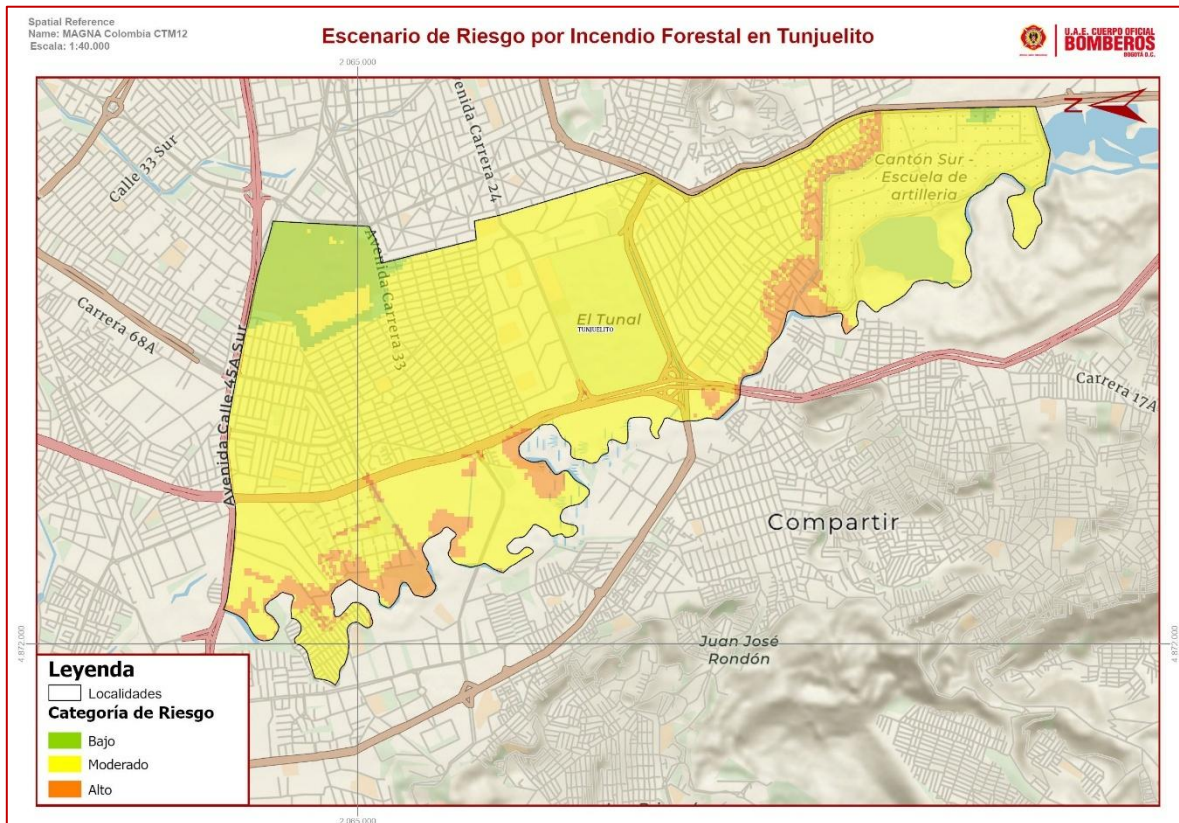 Spatial Reference
Name: MAGNA Colombia CTM12
Escala: 1:40.000
Escenario de Riesgo por Incendio Forestal en Tunjuelito
U.A.E. CUERPO OFICIAL
BOMBEROS
BOGOTÁ D.C.
2 065 000
N
Calle 33 Sur
Avenida Carrera 24
Cantón Sur -
Escuela de
artillería
Avenida Carrera 33
Carrera 68A
El Tunal
TUNJUELITO
Avenida Calle 45A Sur
Carrera 17A
Compartir
Juan José
Rondón
4 872 000
4 872 000
Leyenda
Localidades
Categoría de Riesgo
Bajo
Moderado
Alto
2 065 000